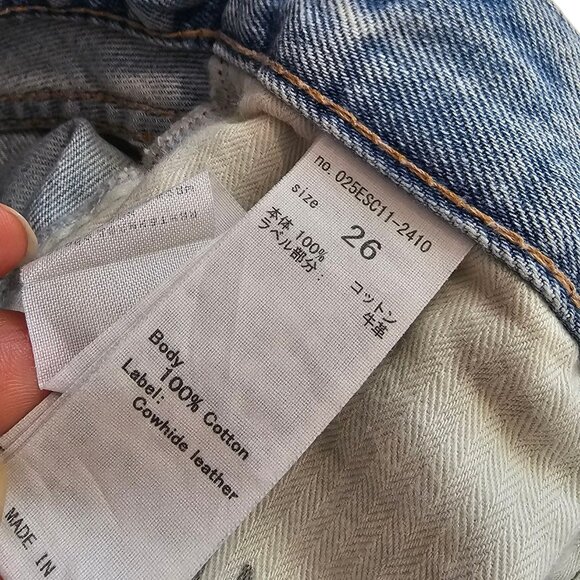 no. 025ESC11-2410
size
26
本体 100% コットン
ラベル部分： 牛革
Body
100% Cotton
Label:
Cowhide leather
MADE IN